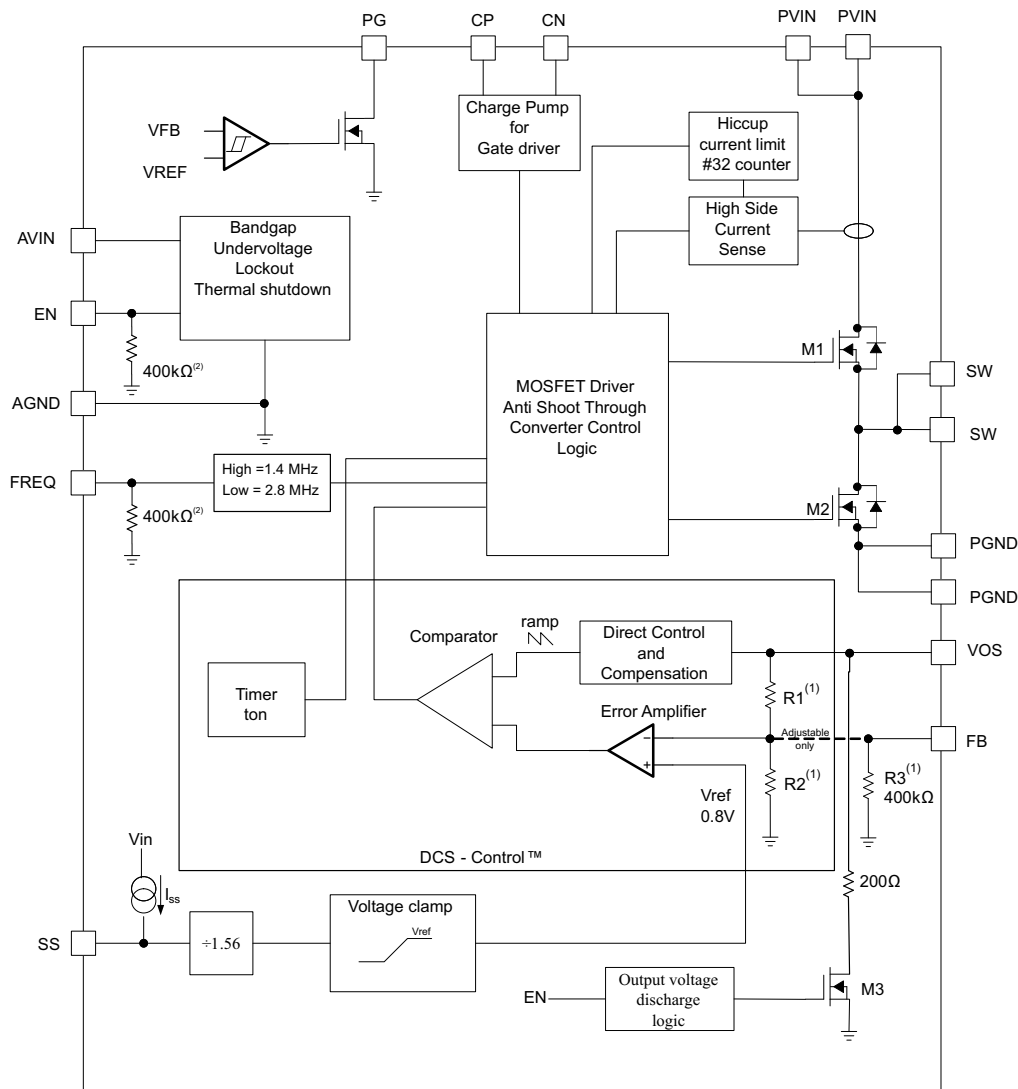 PG
CP
CN
PVIN
PVIN
Charge Pump
for
Gate driver
Hiccup
current limit
#32 counter
VFB
VREF
High Side
Current
Sense
AVIN
Bandgap
Undervoltage
Lockout
Thermal shutdown
EN
400kΩ(2)
M1
SW
MOSFET Driver
Anti Shoot Through
Converter Control
Logic
AGND
SW
FREQ
High =1.4 MHz
Low = 2.8 MHz
400kΩ(2)
M2
PGND
PGND
ramp
Comparator
Direct Control
and
Compensation
VOS
Timer
ton
R1(1)
Error Amplifier
Adjustable
only
FB
−
+
R2(1)
R3(1)
400kΩ
Vref
0.8V
DCS - Control™
Vin
Iss
200Ω
Voltage clamp
Vref
SS
÷1.56
Output voltage
discharge
logic
EN
M3